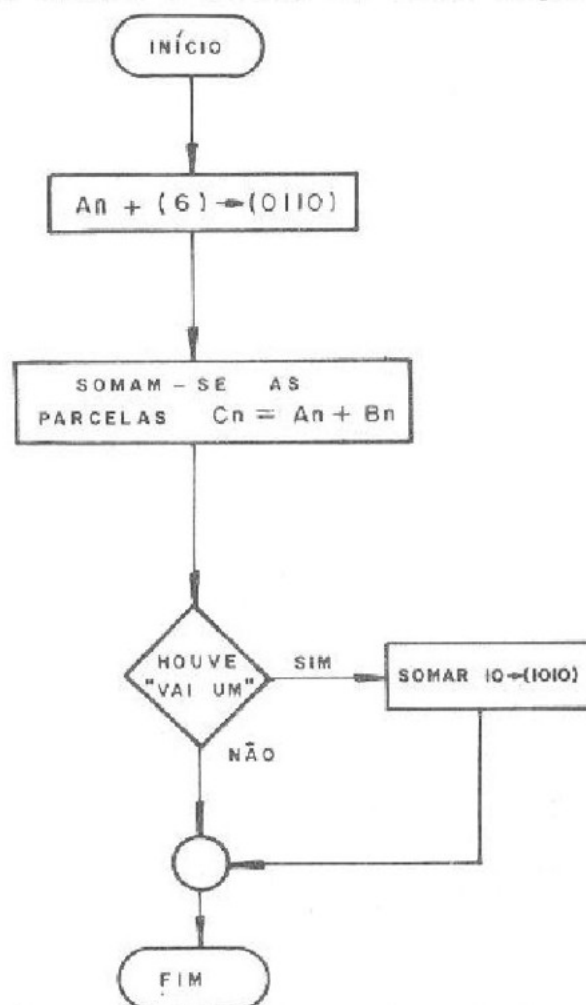 INÍCIO
An + (6) → (0110)
SOMAM-SE AS
PARCELAS Cn = An + Bn
HOUVE
"VAI UM"
SIM
SOMAR 10→(1010)
NÃO
FIM